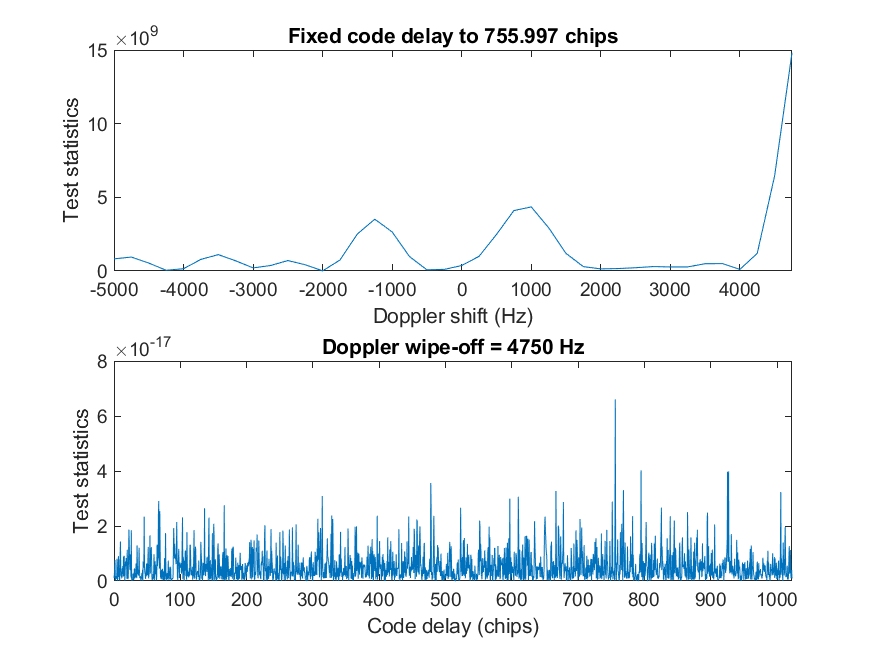 ×10^9
Fixed code delay to 755.997 chips
15
10
5
0
Test statistics
-5000 -4000 -3000 -2000 -1000 0 1000 2000 3000 4000
Doppler shift (Hz)
×10^-17
Doppler wipe-off = 4750 Hz
8
6
4
2
0
Test statistics
0 100 200 300 400 500 600 700 800 900 1000
Code delay (chips)